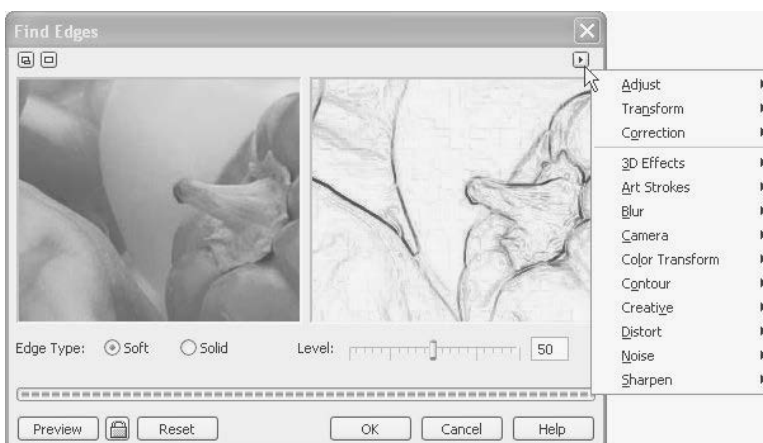 Find Edges
Adjust
Transform
Correction
3D Effects
Art Strokes
Blur
Camera
Color Transform
Contour
Creative
Distort
Noise
Sharpen
Edge Type: Soft Solid Level: 50
Preview Reset OK Cancel Help